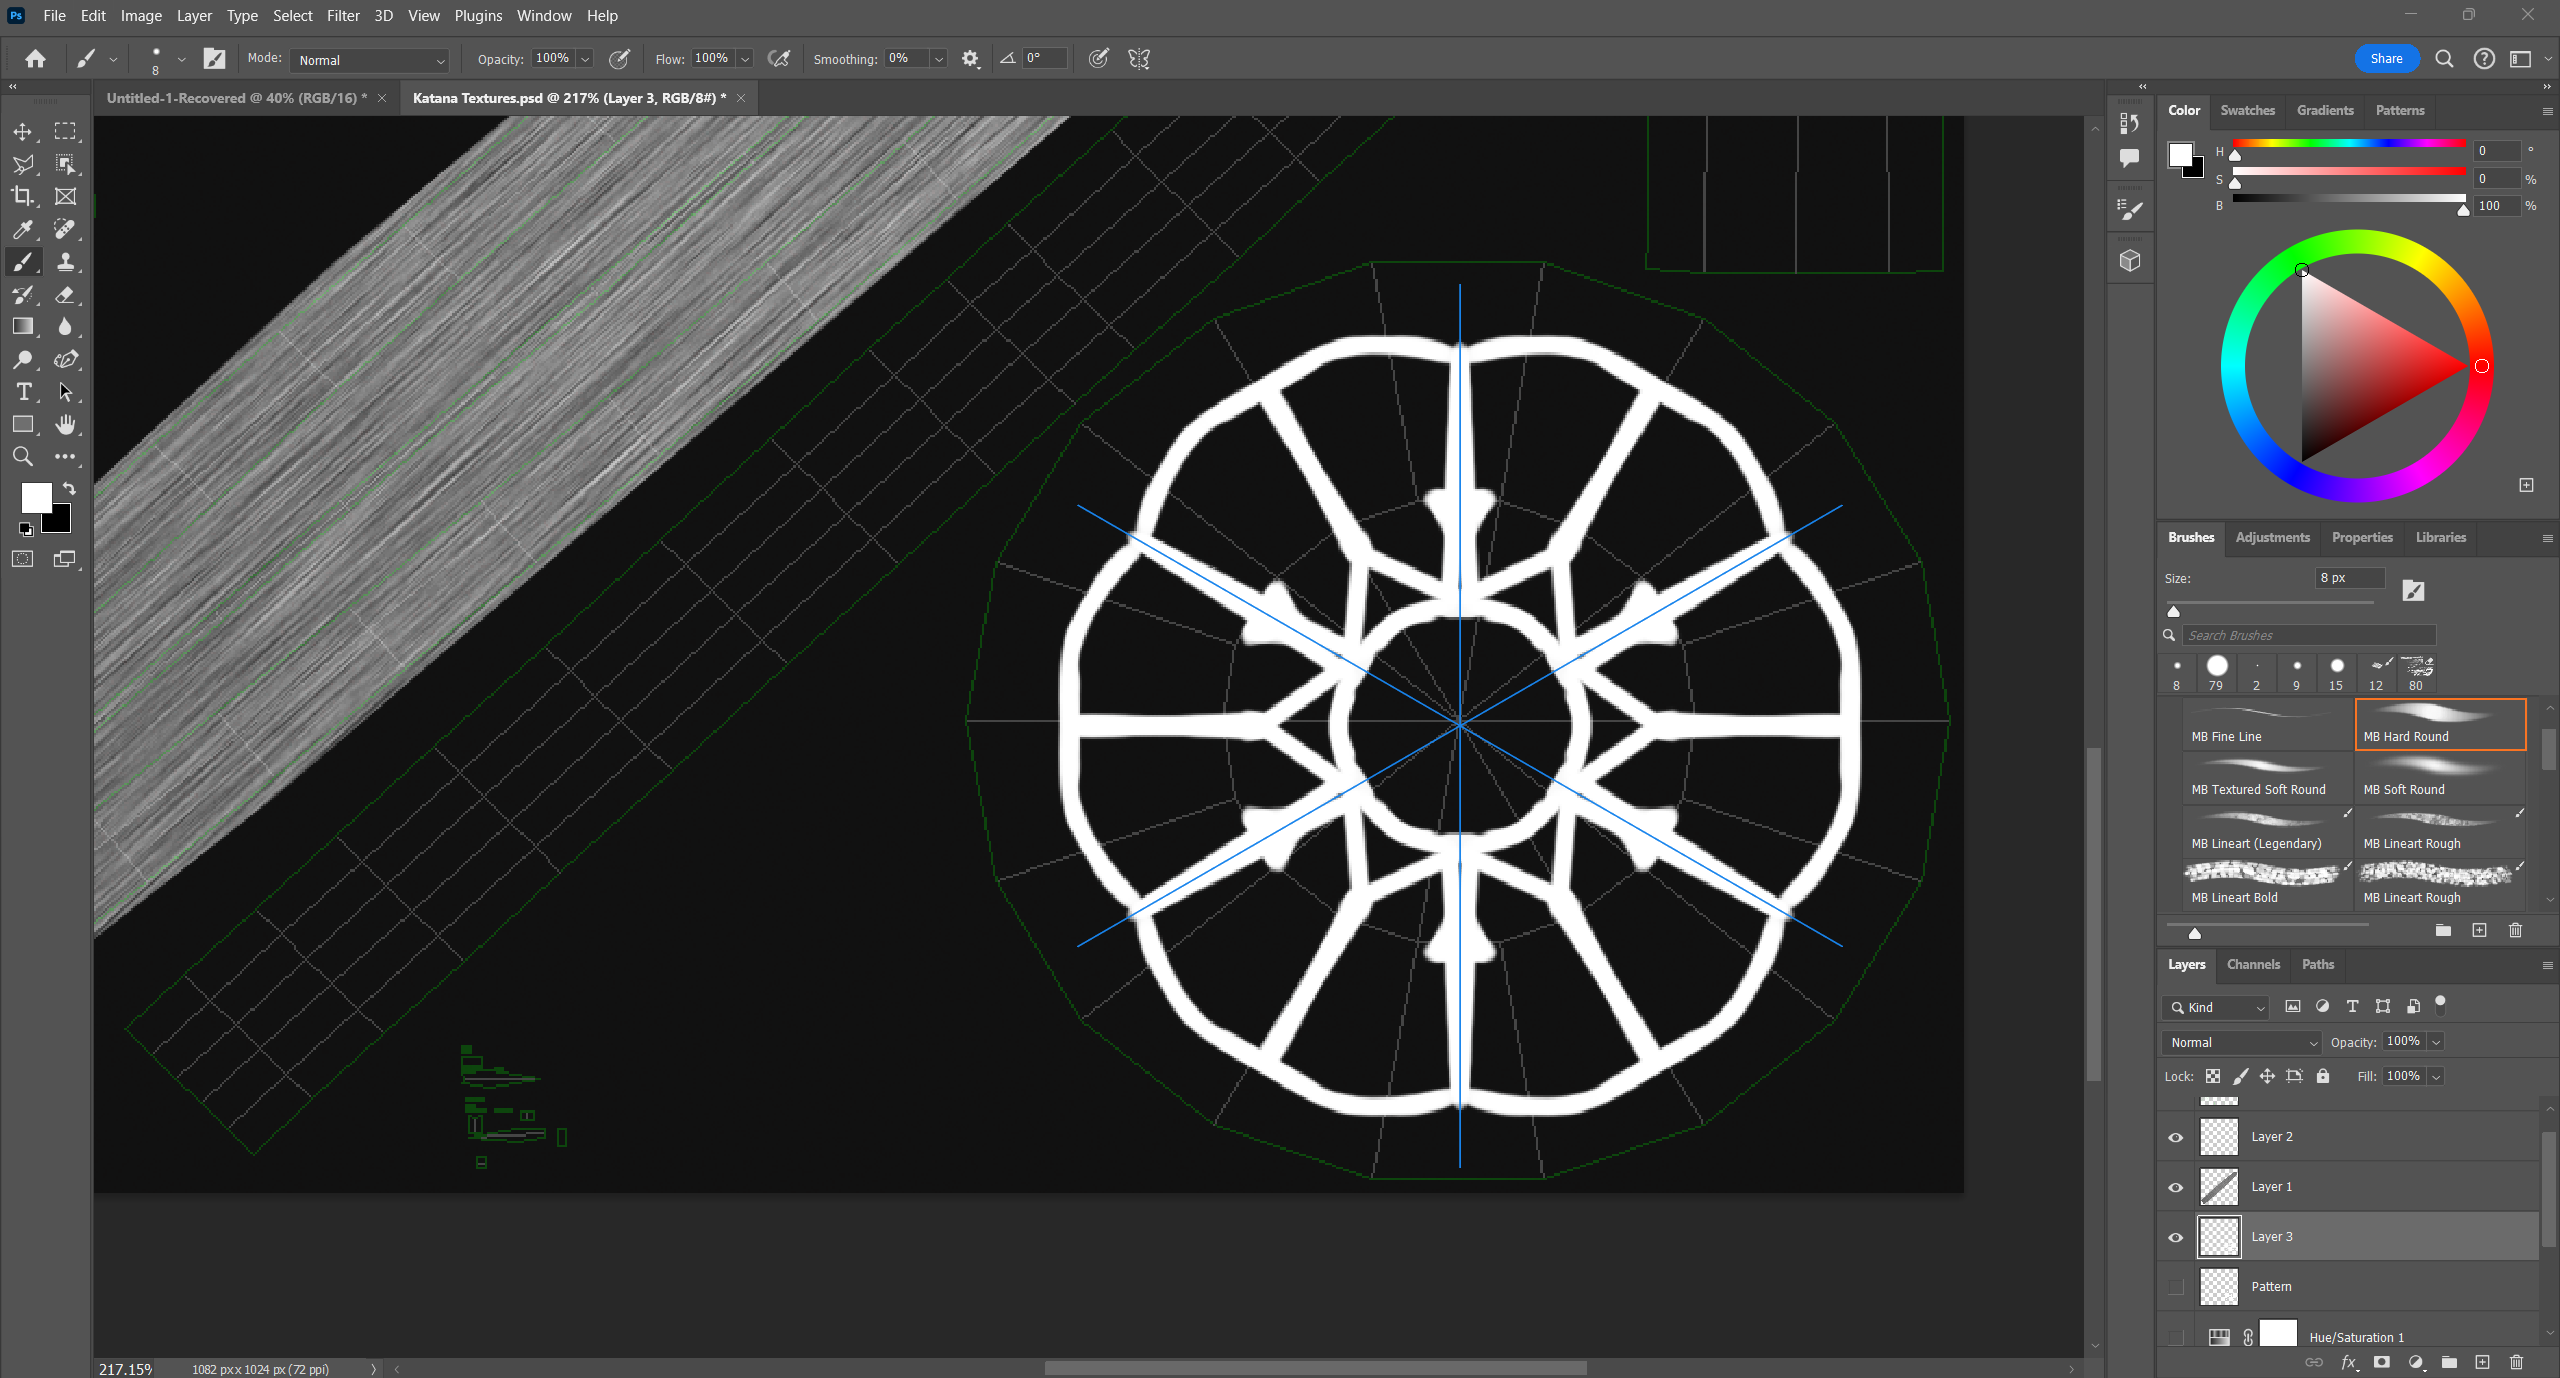 Ps File Edit Image Layer Type Select Filter 3D View Plugins Window Help
8 Mode: Normal Opacity: 100% Flow: 100% Smoothing: 0% 0° Share
Untitled-1-Recovered @ 40% (RGB/16) * Katana Textures.psd @ 217% (Layer 3, RGB/8#) *
Color Swatches Gradients Patterns
H 0 °
S 0 %
B 100 %
Brushes Adjustments Properties Libraries
Size: 8 px
Search Brushes
8 79 2 9 15 12 80
MB Fine Line MB Hard Round
MB Textured Soft Round MB Soft Round
MB Lineart (Legendary) MB Lineart Rough
MB Lineart Bold MB Lineart Rough
Layers Channels Paths
Kind
Normal Opacity: 100%
Lock: Fill: 100%
Layer 2
Layer 1
Layer 3
Pattern
Hue/Saturation 1
fx
217.15% 1082 px x 1024 px (72 ppi)